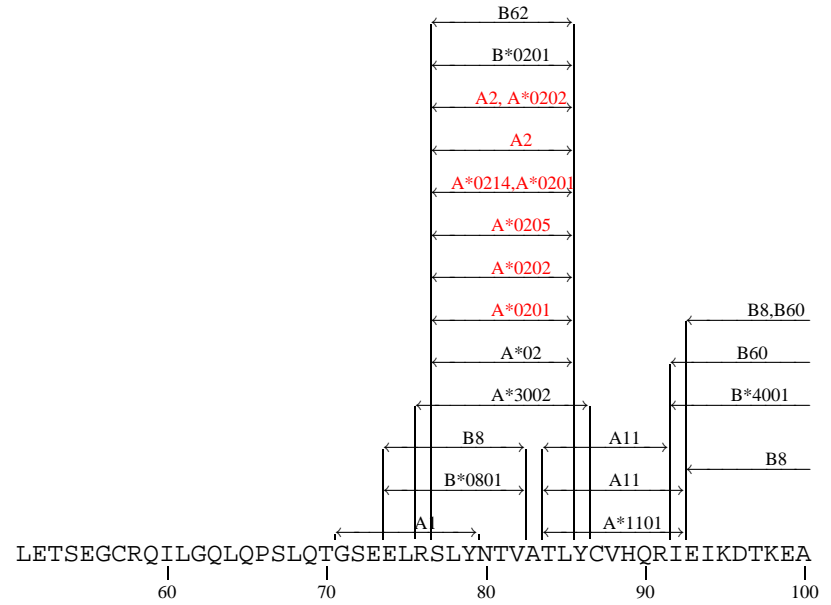 B62
B*0201
A2, A*0202
A2
A*0214,A*0201
A*0205
A*0202
A*0201
B8,B60
A*02
B60
A*3002
B*4001
B8
A11
B8
B*0801
A11
A1
A*1101
LETSEGCRQILGQLQPSLQTGSEELRSLYNTVATLYCVHQRIEIKDTKEA
60 70 80 90 100